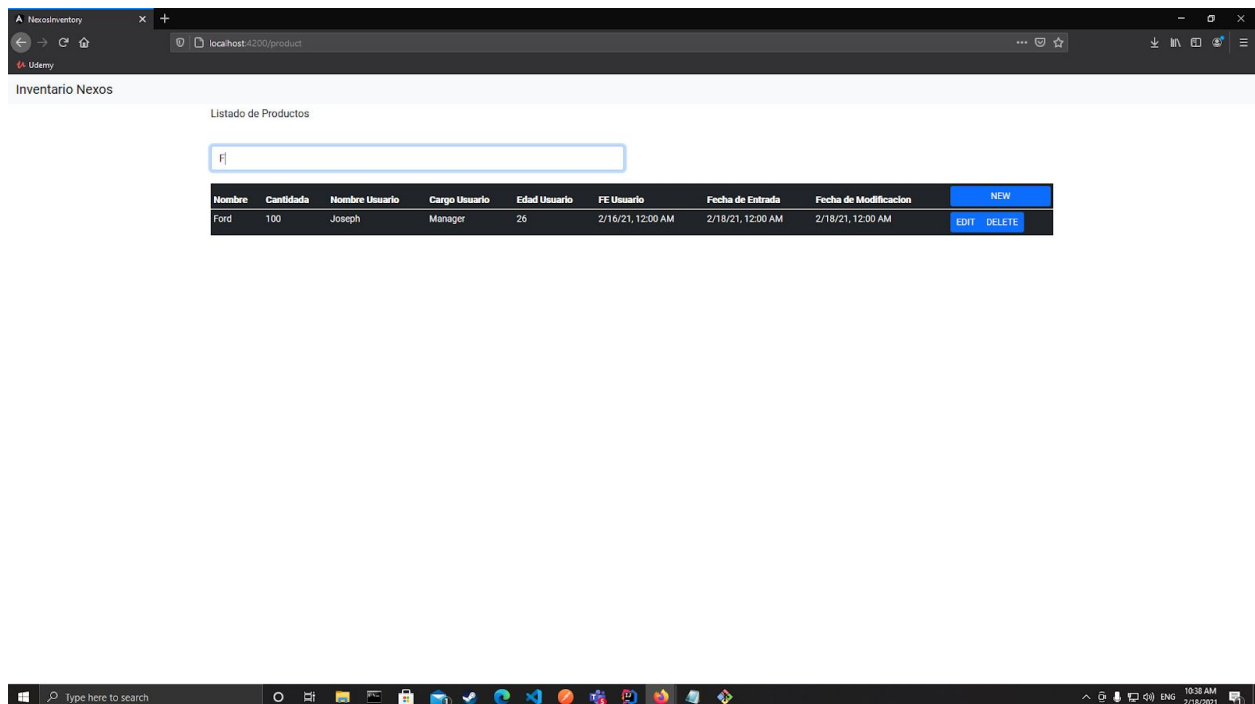 NexosInventory
localhost:4200/product
Udemy
Inventario Nexos
Listado de Productos
F
Nombre Cantidada Nombre Usuario Cargo Usuario Edad Usuario FE Usuario Fecha de Entrada Fecha de Modificacion NEW
Ford 100 Joseph Manager 26 2/16/21, 12:00 AM 2/18/21, 12:00 AM 2/18/21, 12:00 AM EDIT DELETE
Type here to search
ENG
10:38 AM
2/18/2021